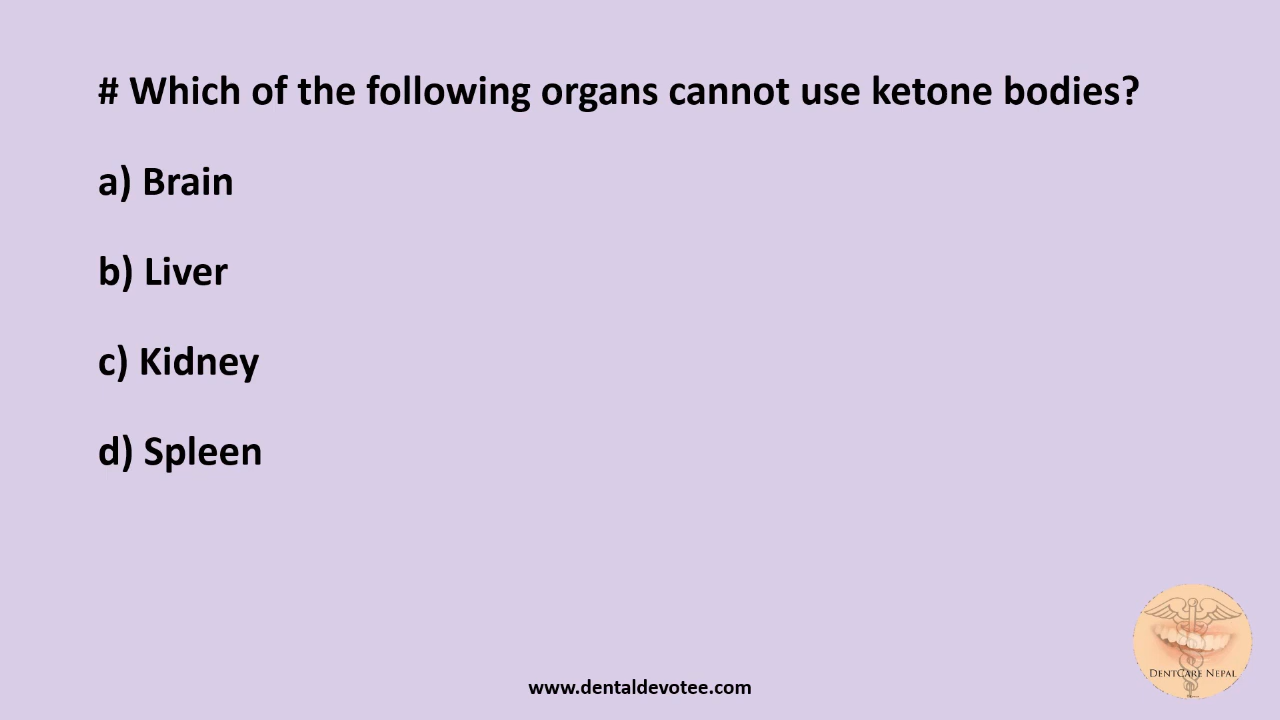 # Which of the following organs cannot use ketone bodies?
a) Brain
b) Liver
c) Kidney
d) Spleen
DentCare Nepal
www.dentaldevotee.com